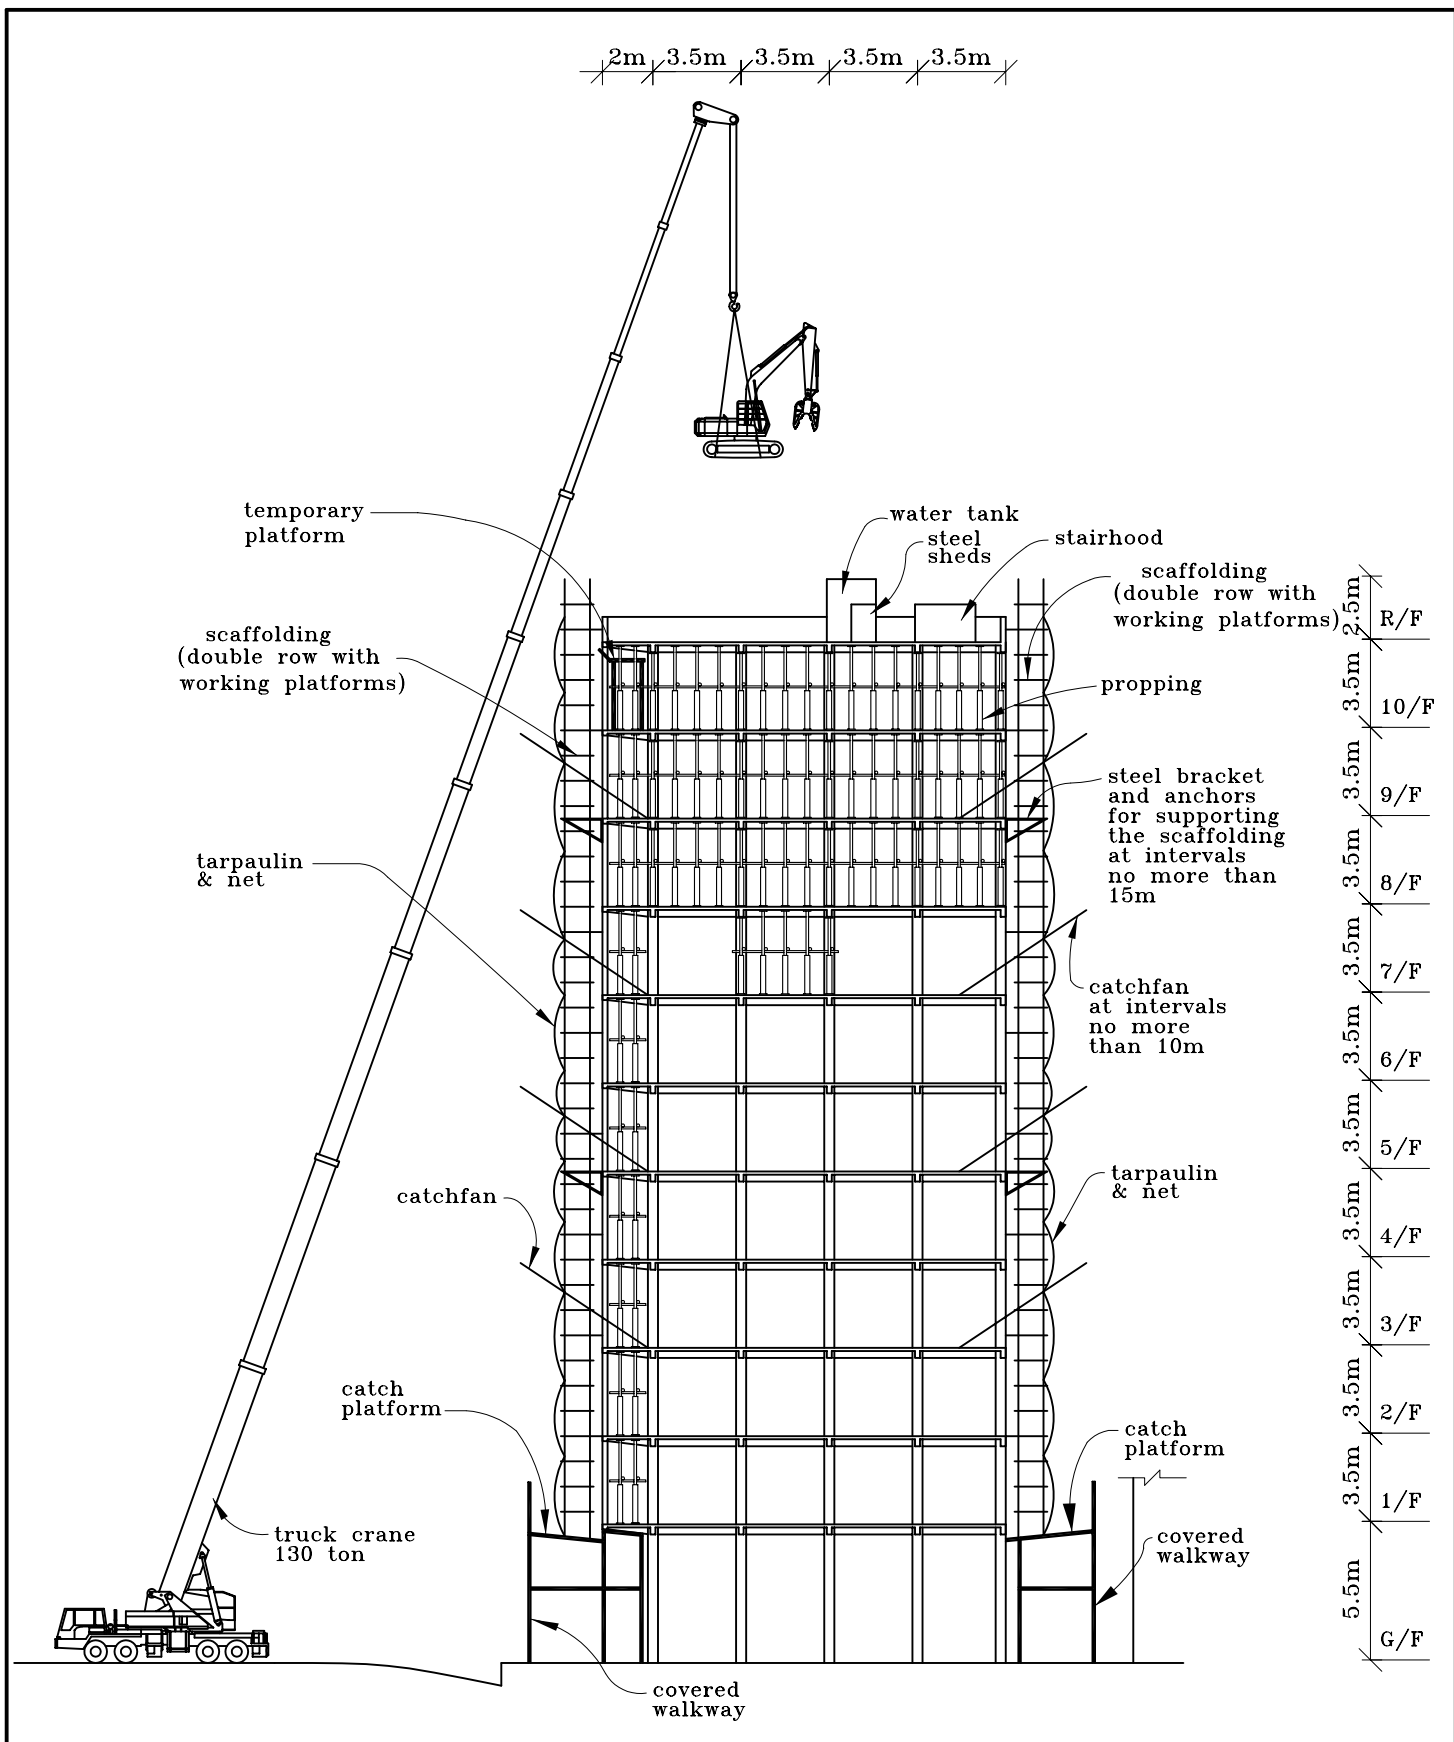 2m 3.5m 3.5m 3.5m 3.5m
temporary
platform
water tank
steel
sheds
stairhood
scaffolding
(double row with
working platforms)
scaffolding
(double row with
working platforms)
propping
steel bracket
and anchors
for supporting
the scaffolding
at intervals
no more than
15m
tarpaulin
& net
catchfan
at intervals
no more
than 10m
catchfan
tarpaulin
& net
catch
platform
catch
platform
truck crane
130 ton
covered
walkway
covered
walkway
2.5m R/F
3.5m 10/F
3.5m 9/F
3.5m 8/F
3.5m 7/F
3.5m 6/F
3.5m 5/F
3.5m 4/F
3.5m 3/F
3.5m 2/F
3.5m 1/F
5.5m G/F